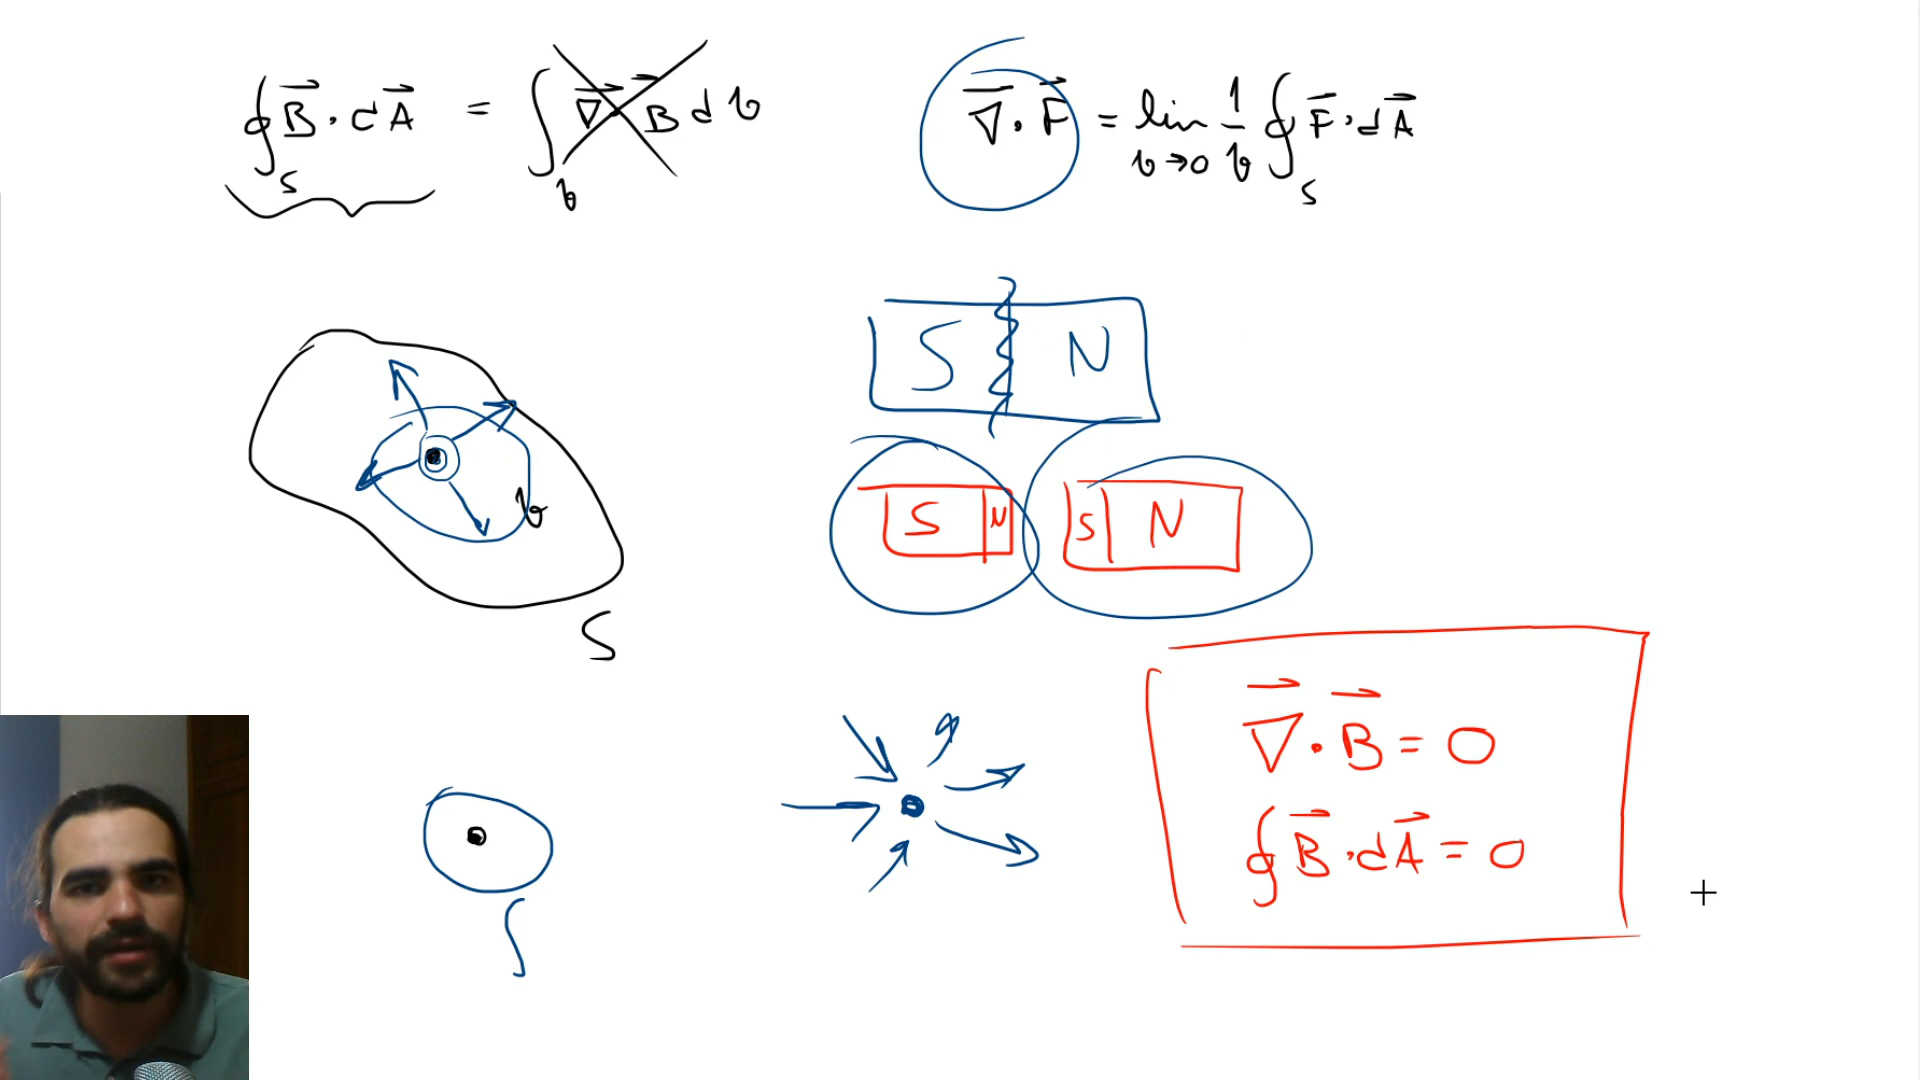 ∮_S B⃗ · dA⃗ = ∫_V ∇⃗ B⃗ dV
∇⃗ · F⃗ = lim_{V→0} 1/V ∮_S F⃗ · dA⃗
S N
V
S N
S N
S
∇⃗ · B⃗ = 0
∮ B⃗ · dA⃗ = 0
S